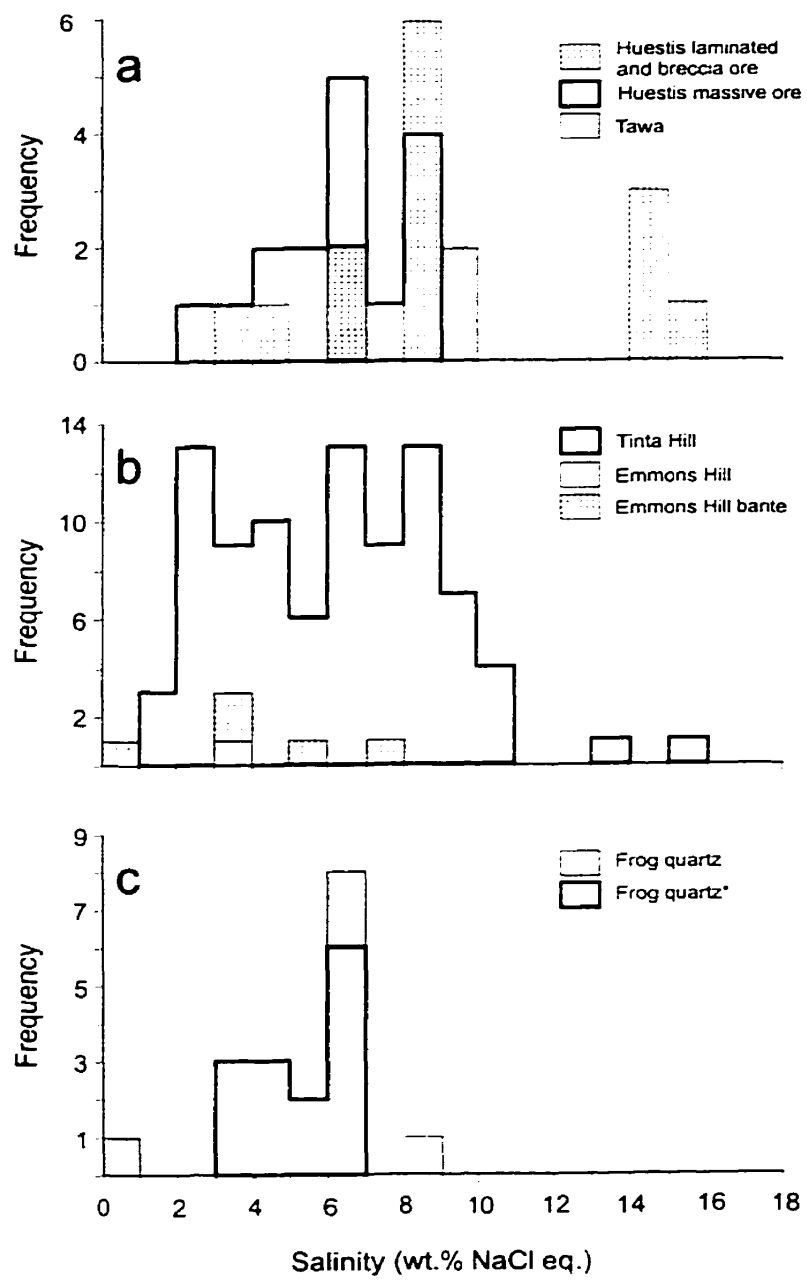 a
6
4
2
0
Frequency
Huestis laminated
and breccia ore
Huestis massive ore
Tawa
b
14
10
6
2
Frequency
Tinta Hill
Emmons Hill
Emmons Hill bante
c
9
7
5
3
1
Frequency
Frog quartz
Frog quartz*
0 2 4 6 8 10 12 14 16 18
Salinity (wt.% NaCl eq.)